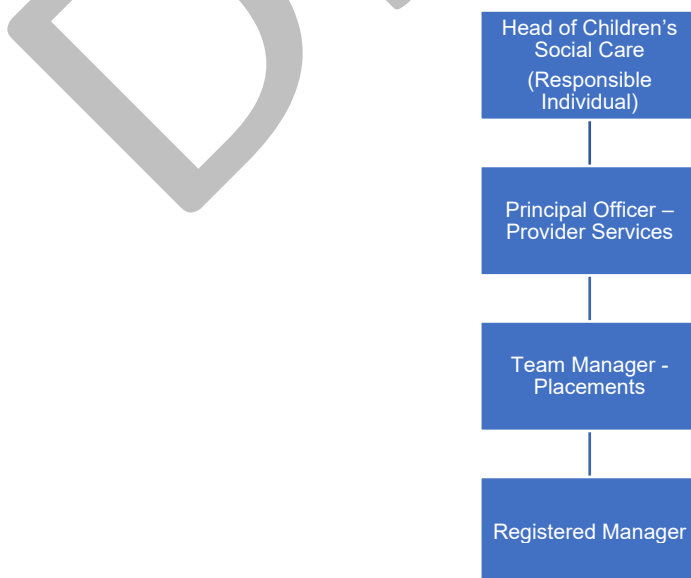 Head of Children’s
Social Care
(Responsible
Individual)
Principal Officer –
Provider Services
Team Manager -
Placements
Registered Manager